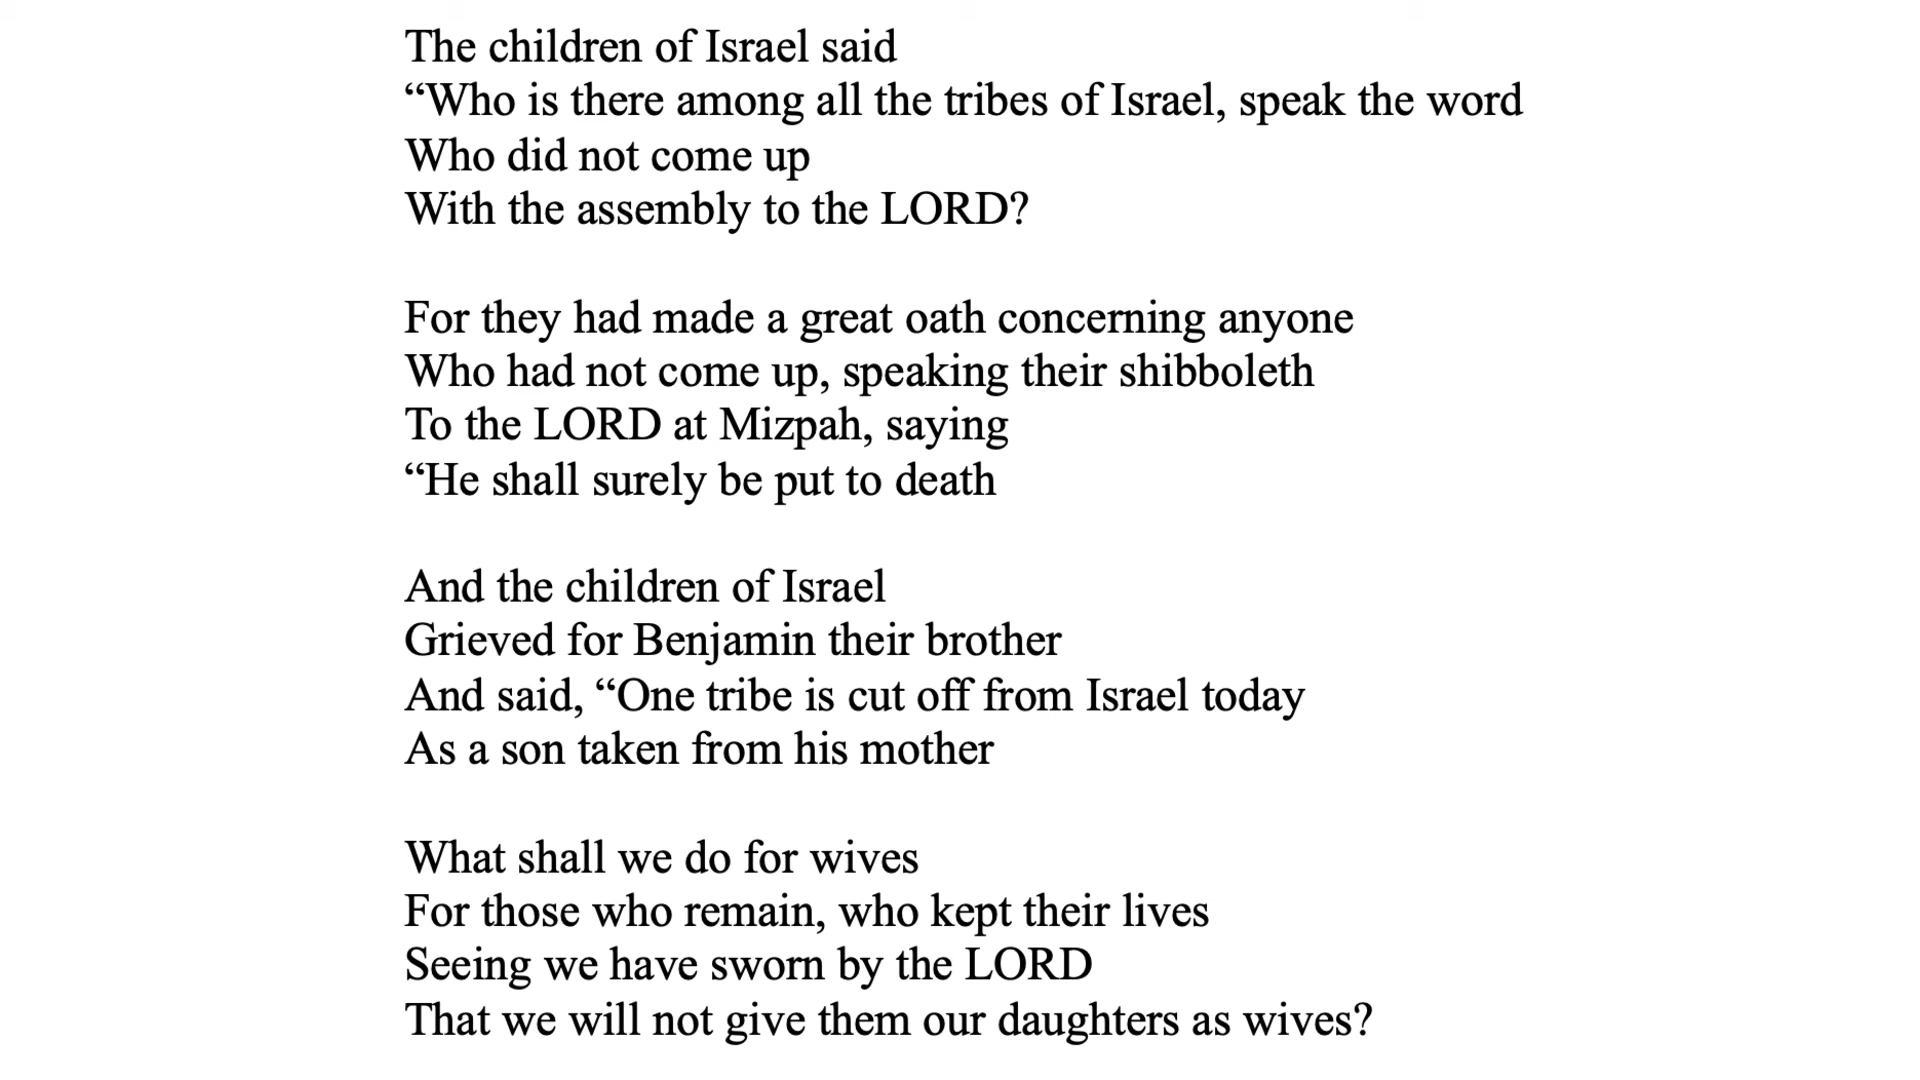 The children of Israel said
“Who is there among all the tribes of Israel, speak the word
Who did not come up
With the assembly to the LORD?
For they had made a great oath concerning anyone
Who had not come up, speaking their shibboleth
To the LORD at Mizpah, saying
“He shall surely be put to death
And the children of Israel
Grieved for Benjamin their brother
And said, “One tribe is cut off from Israel today
As a son taken from his mother
What shall we do for wives
For those who remain, who kept their lives
Seeing we have sworn by the LORD
That we will not give them our daughters as wives?